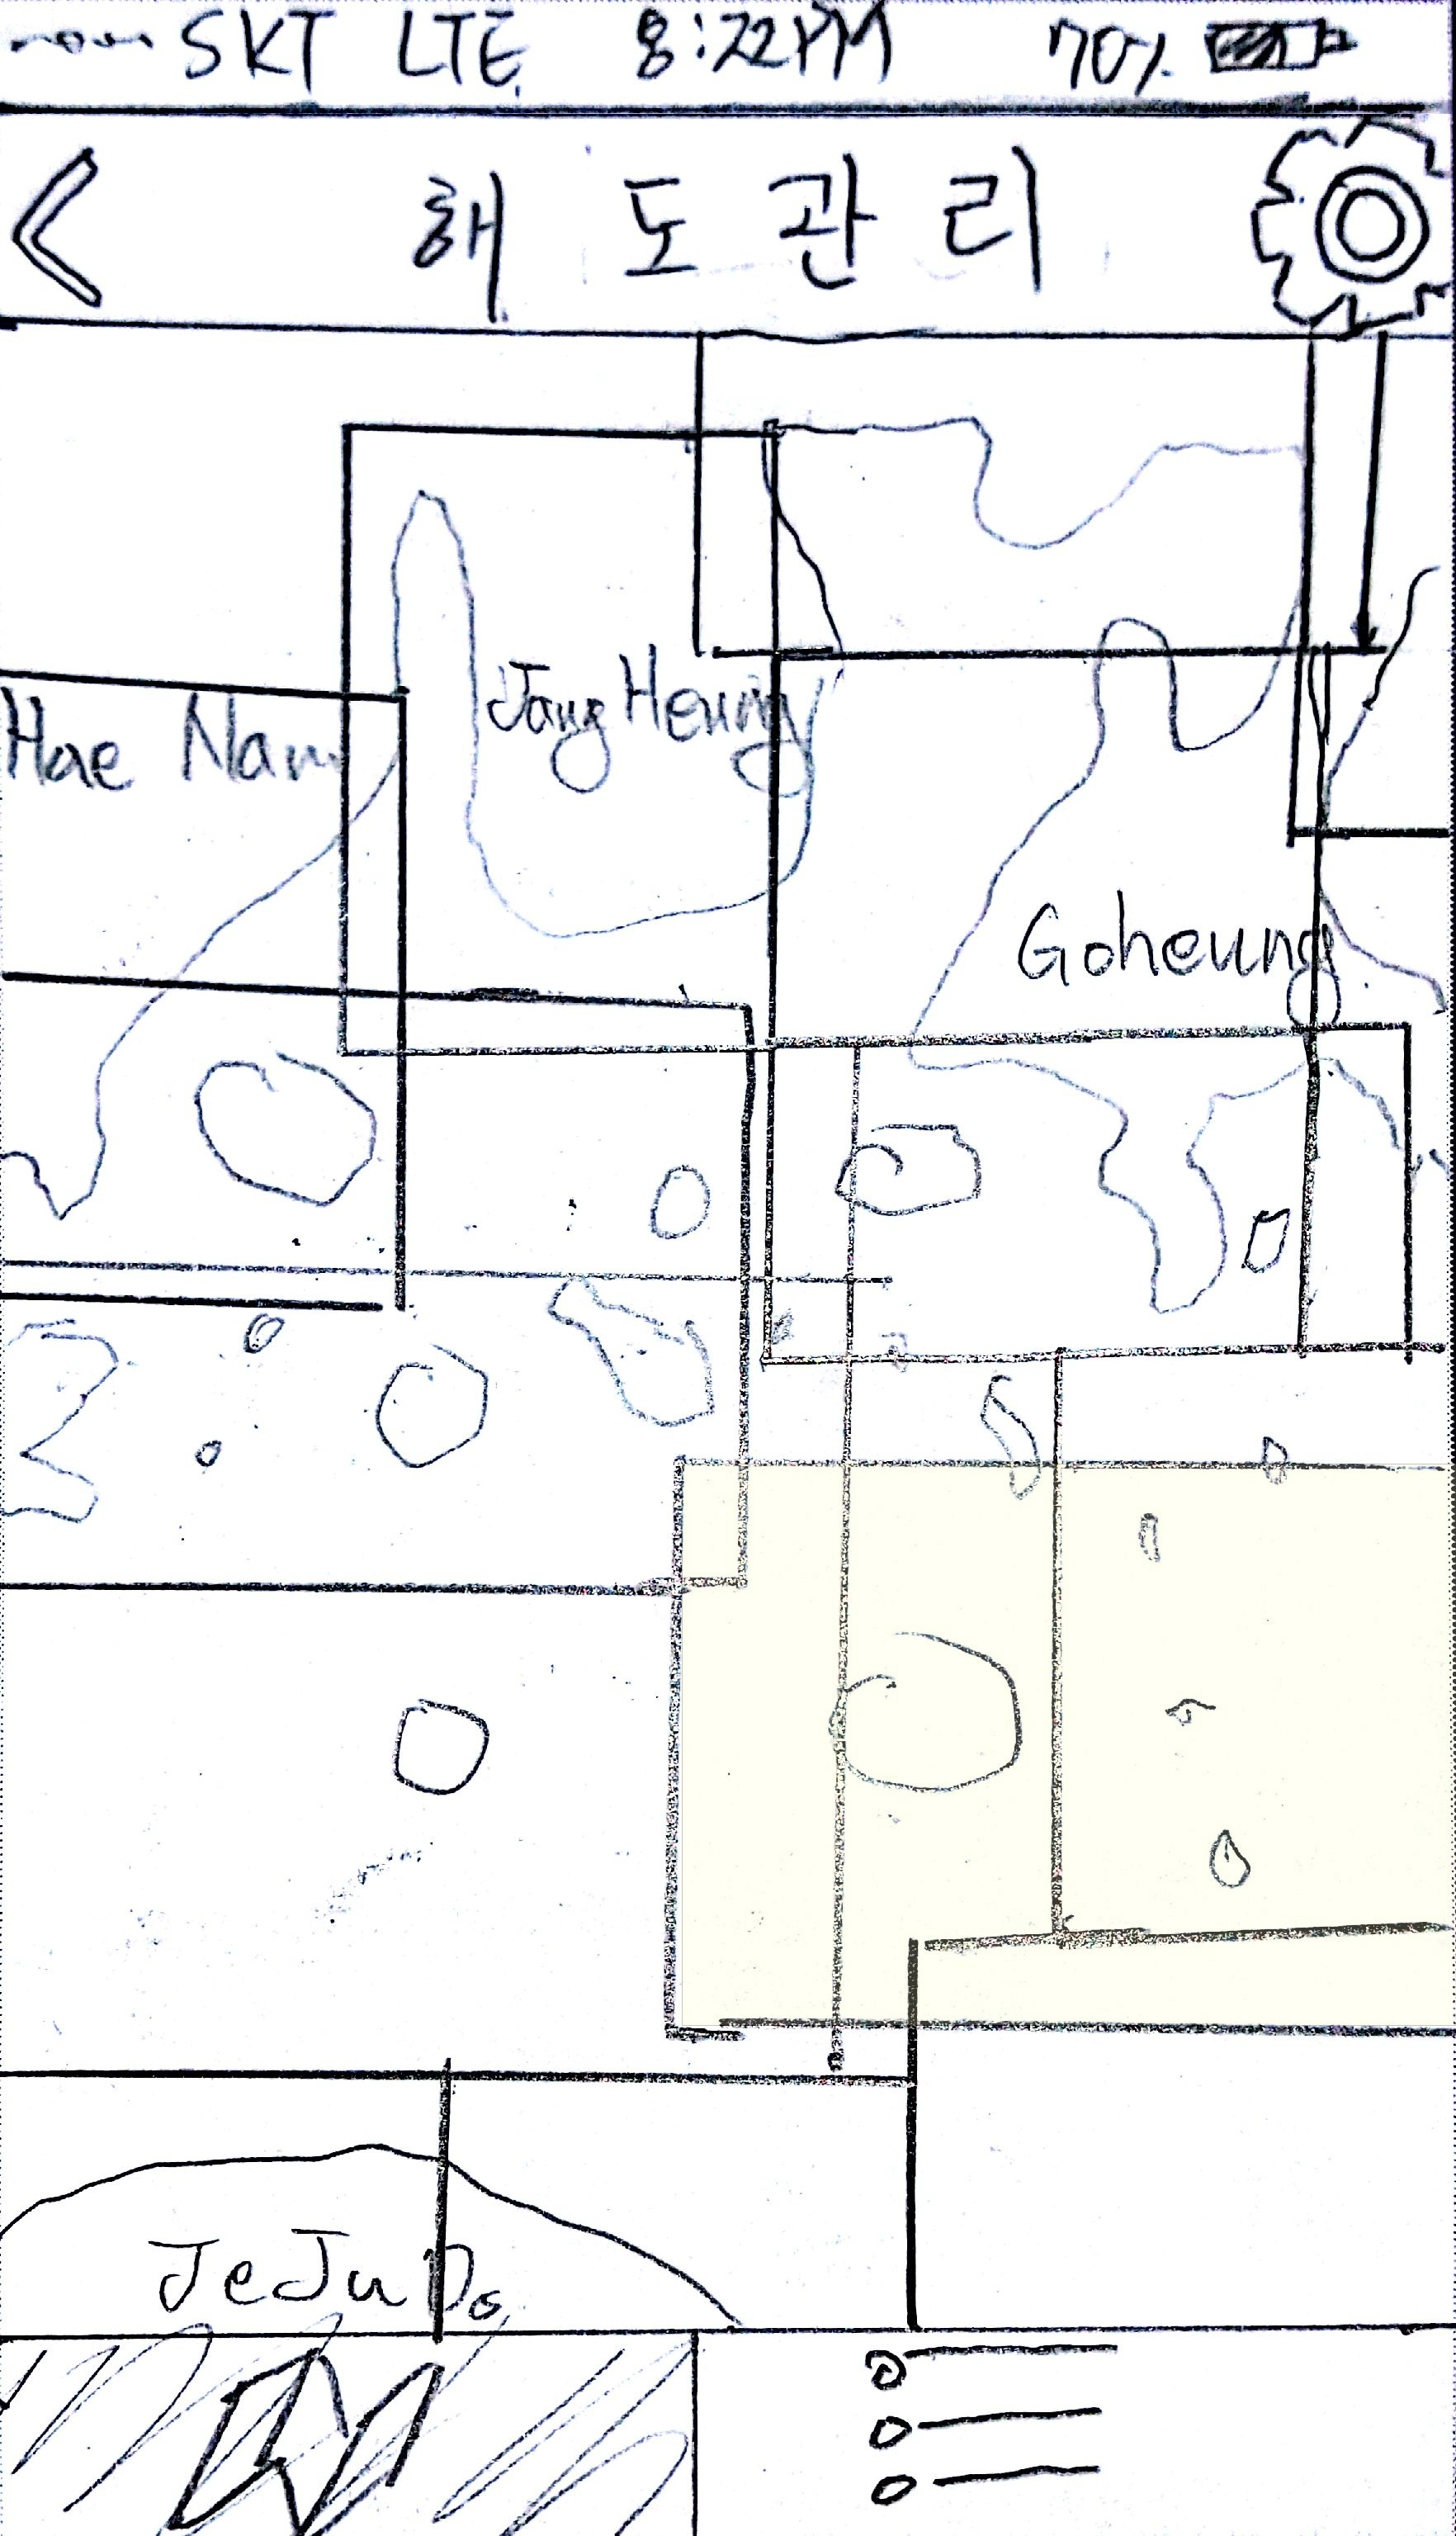 SKT LTE 8:22PM 70%
해도관리
Jang Heung
Hae Nam
Goheung
JeJu Do